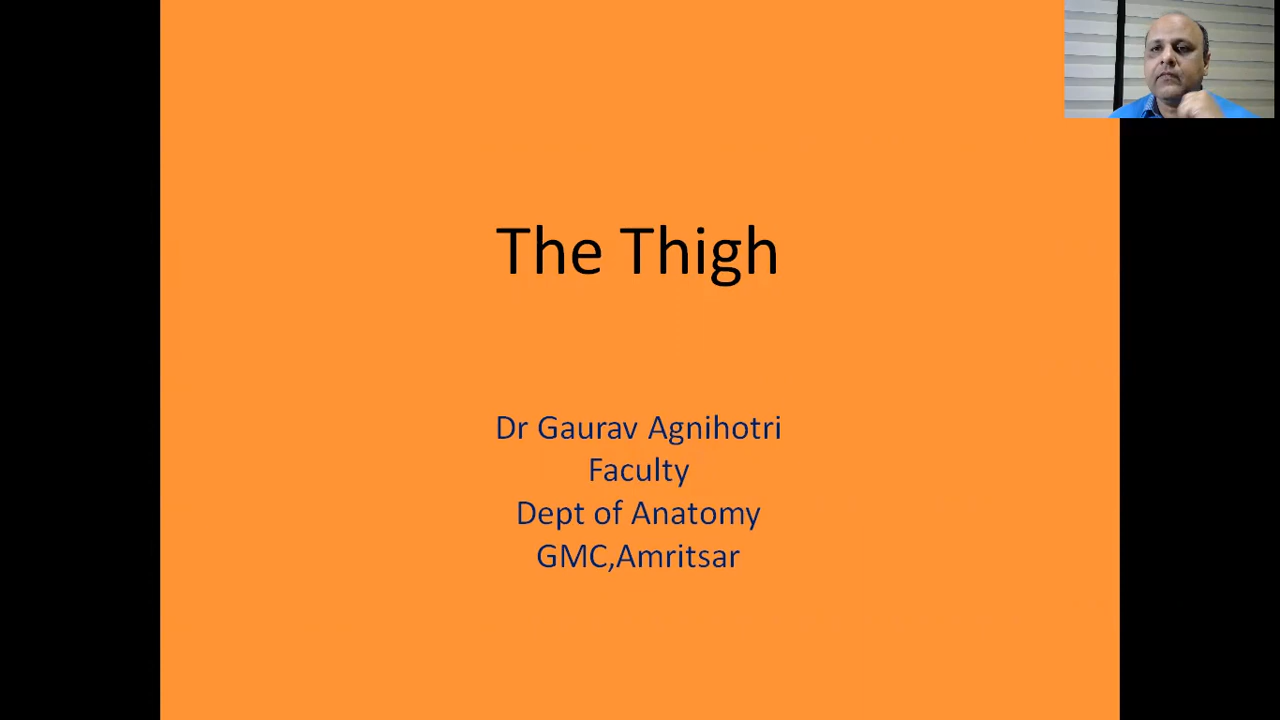 The Thigh
Dr Gaurav Agnihotri
Faculty
Dept of Anatomy
GMC,Amritsar